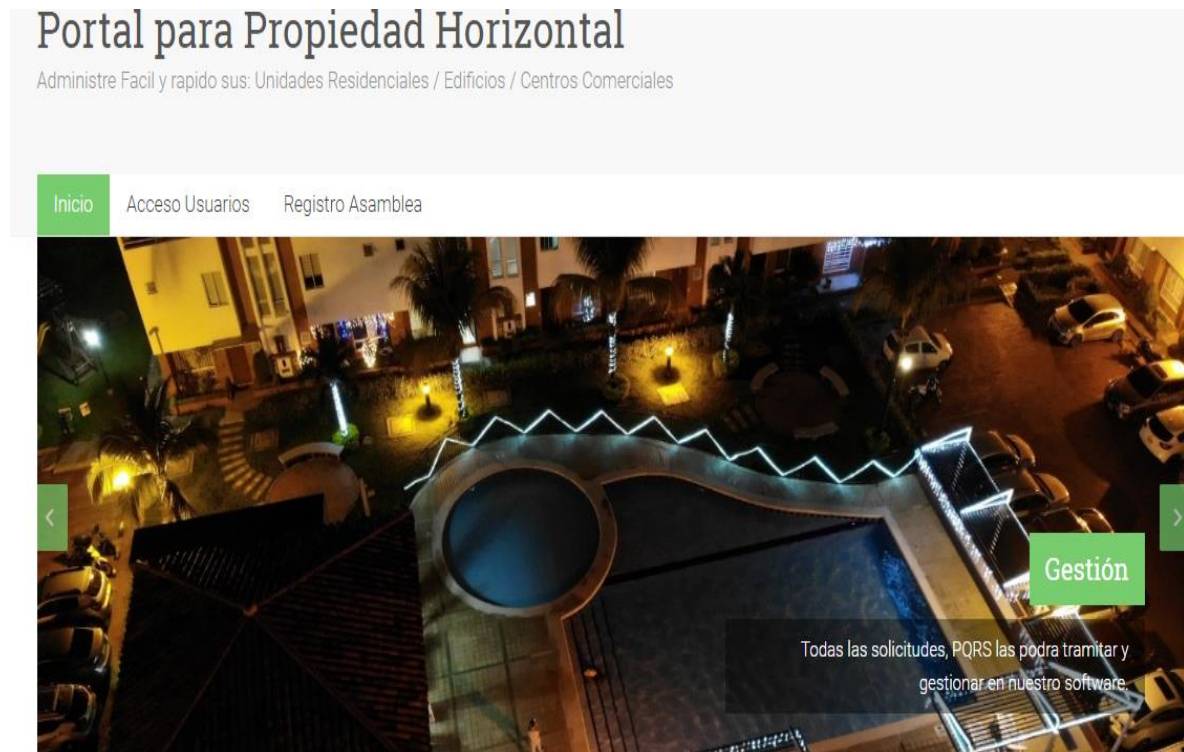 Portal para Propiedad Horizontal
Administre Facil y rapido sus: Unidades Residenciales / Edificios / Centros Comerciales
Inicio
Acceso Usuarios
Registro Asamblea
Gestión
Todas las solicitudes, PQRS las podra tramitar y
gestionar en nuestro software.